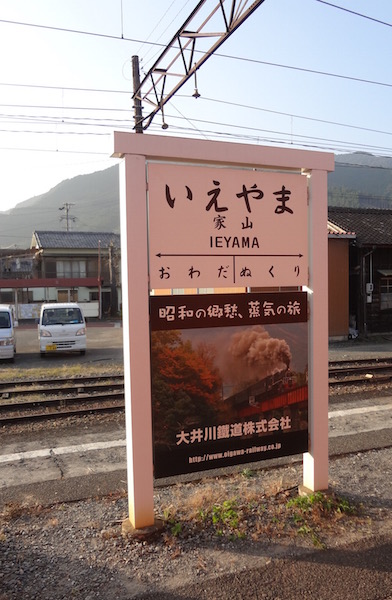 いえやま
家山
IEYAMA
おわだ ぬくり
昭和の郷愁、蒸気の旅
大井川鐵道株式会社
http://www.oigawa-railway.co.jp